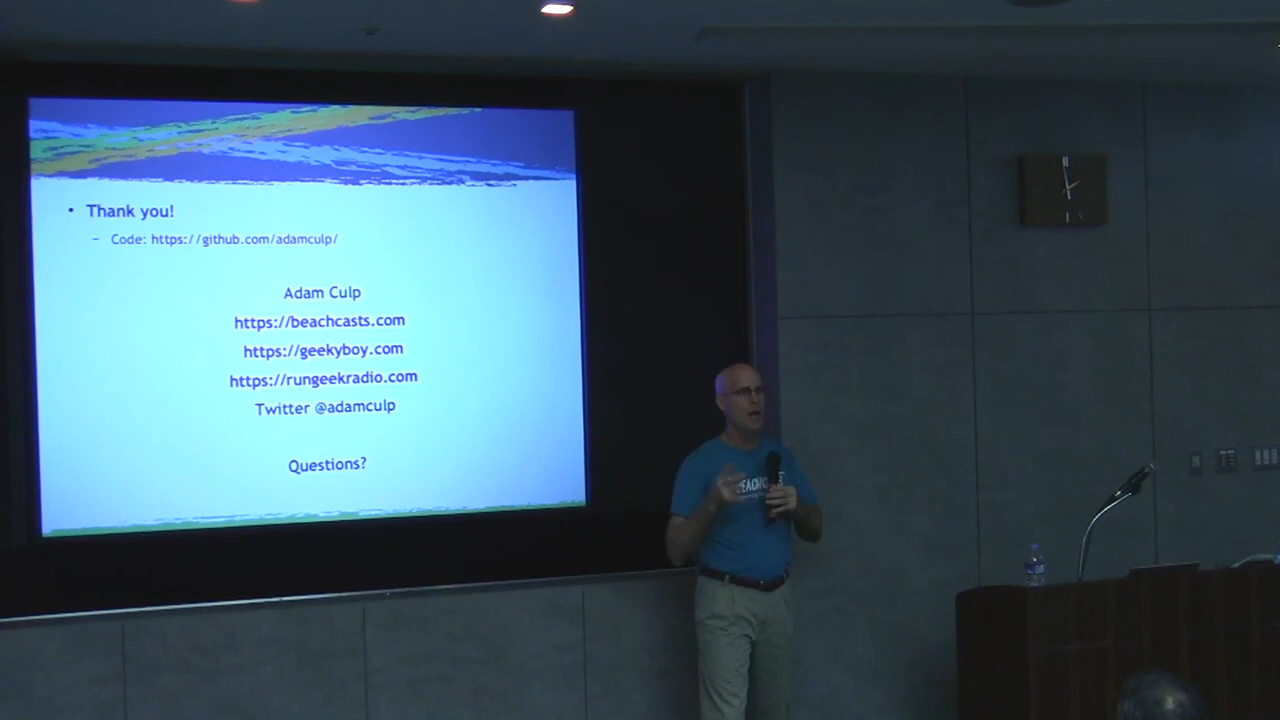 • Thank you!
– Code: https://github.com/adamculp/
Adam Culp
https://beachcasts.com
https://geekyboy.com
https://rungeekradio.com
Twitter @adamculp
Questions?